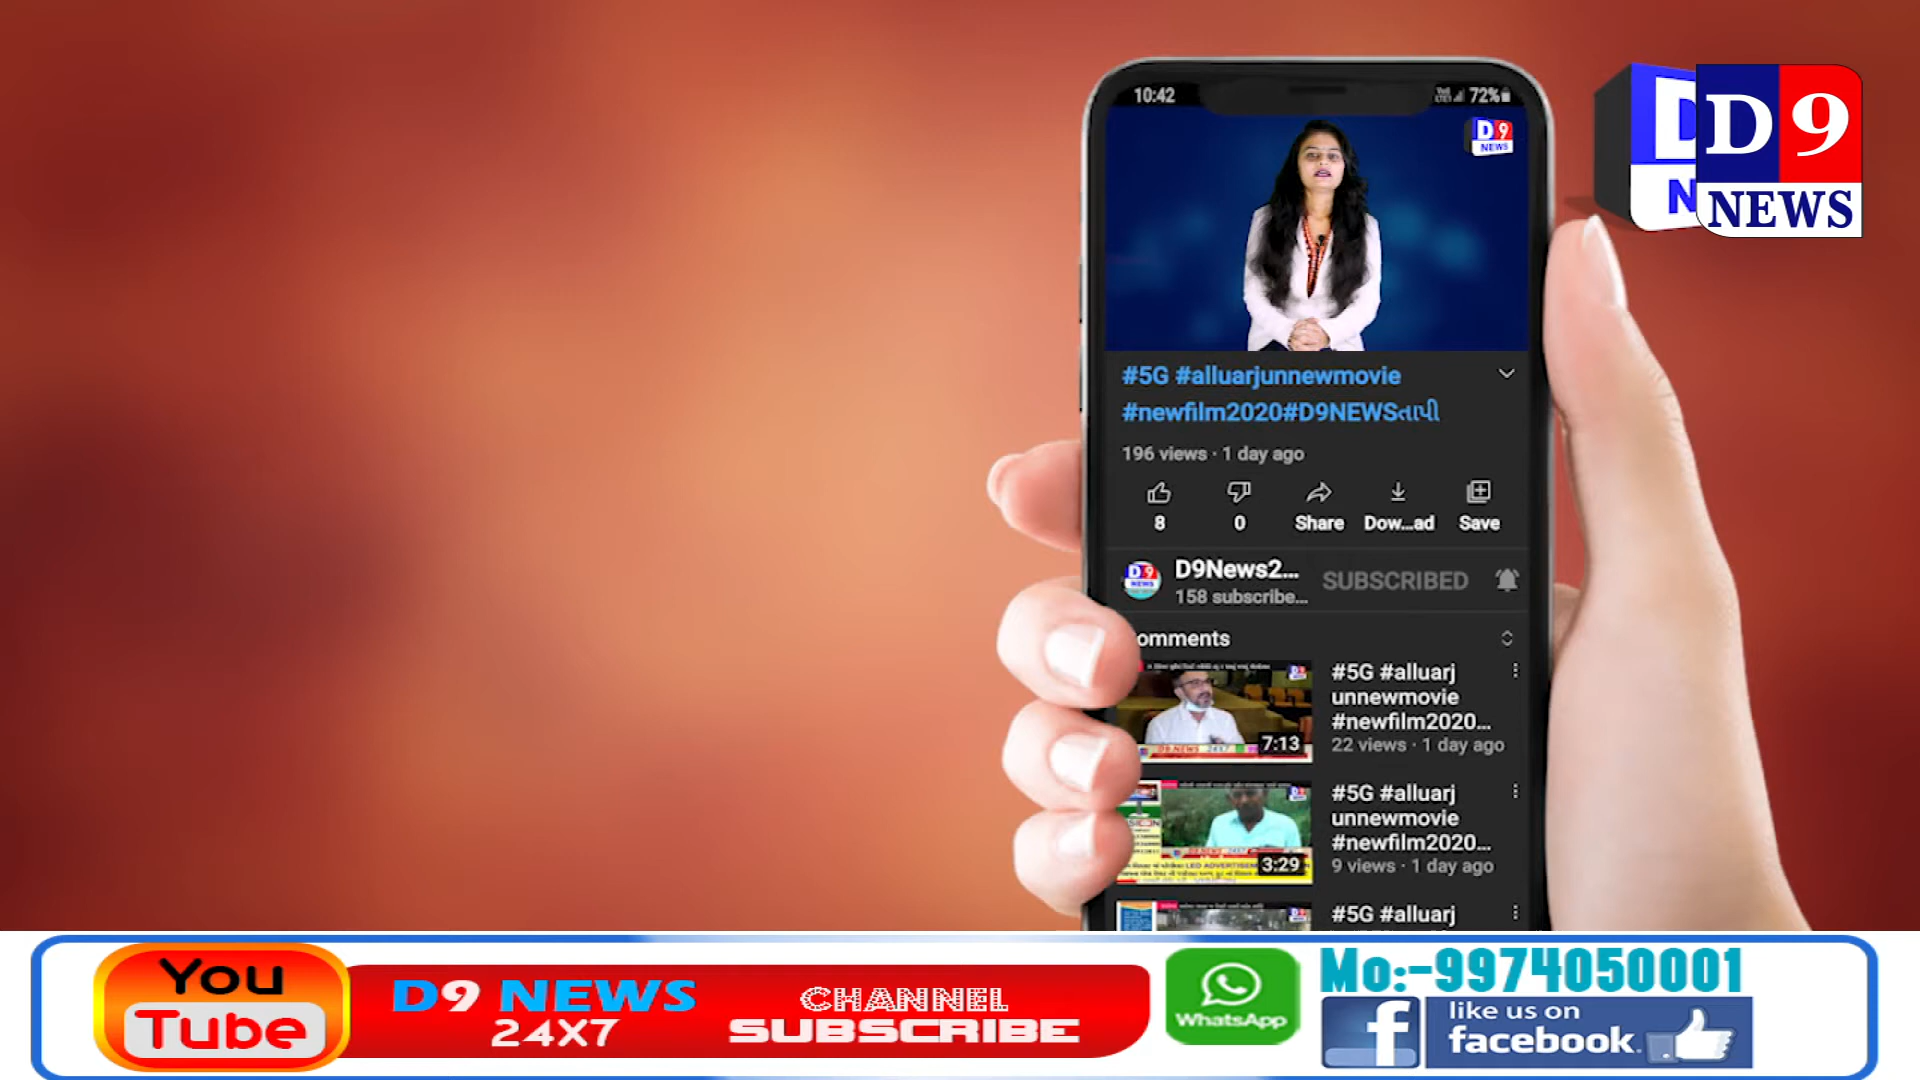 10:42
72%
D9
NEWS
D
N
D9
NEWS
#5G #alluarjunnewmovie
#newfilm2020#D9NEWSતાપી
196 views · 1 day ago
8
0
Share
Dow...ad
Save
D9
NEWS
D9News2...
158 subscribe...
SUBSCRIBED
omments
7:13
#5G #alluarj
unnewmovie
#newfilm2020...
22 views · 1 day ago
3:29
#5G #alluarj
unnewmovie
#newfilm2020...
9 views · 1 day ago
#5G #alluarj
You
Tube
D9 NEWS
24X7
CHANNEL
SUBSCRIBE
WhatsApp
Mo:-9974050001
f
like us on
facebook.